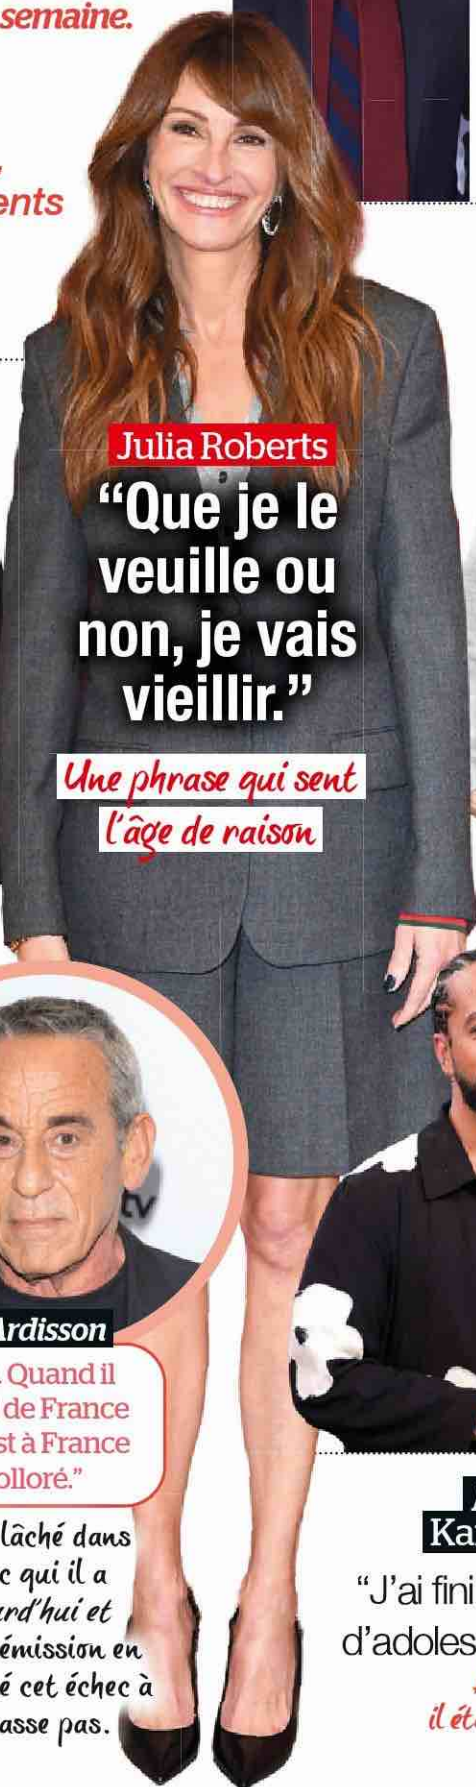 semaine.
ents
Julia Roberts
“Que je le
veuille ou
non, je vais
vieillir.”
Une phrase qui sent
l’âge de raison
tv
Ardisson
. Quand il
de France
st à France
olloré.”
lâché dans
c qui il a
urd’hui et
émission en
é cet échec à
asse pas.
Ka
“J’ai fini
d’adoles
il ét